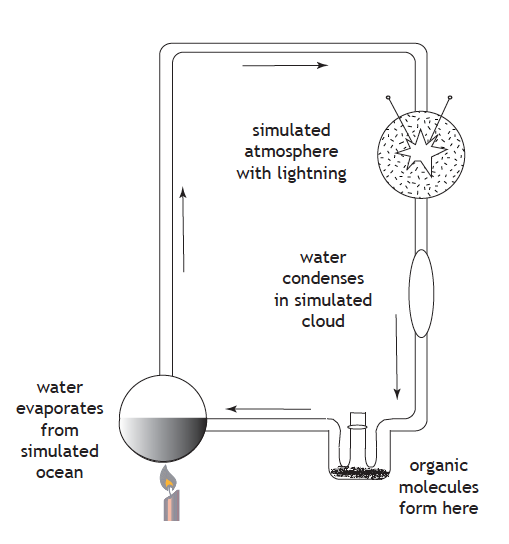 simulated
atmosphere
with lightning
water
condenses
in simulated
cloud
water
evaporates
from
simulated
ocean
organic
molecules
form here